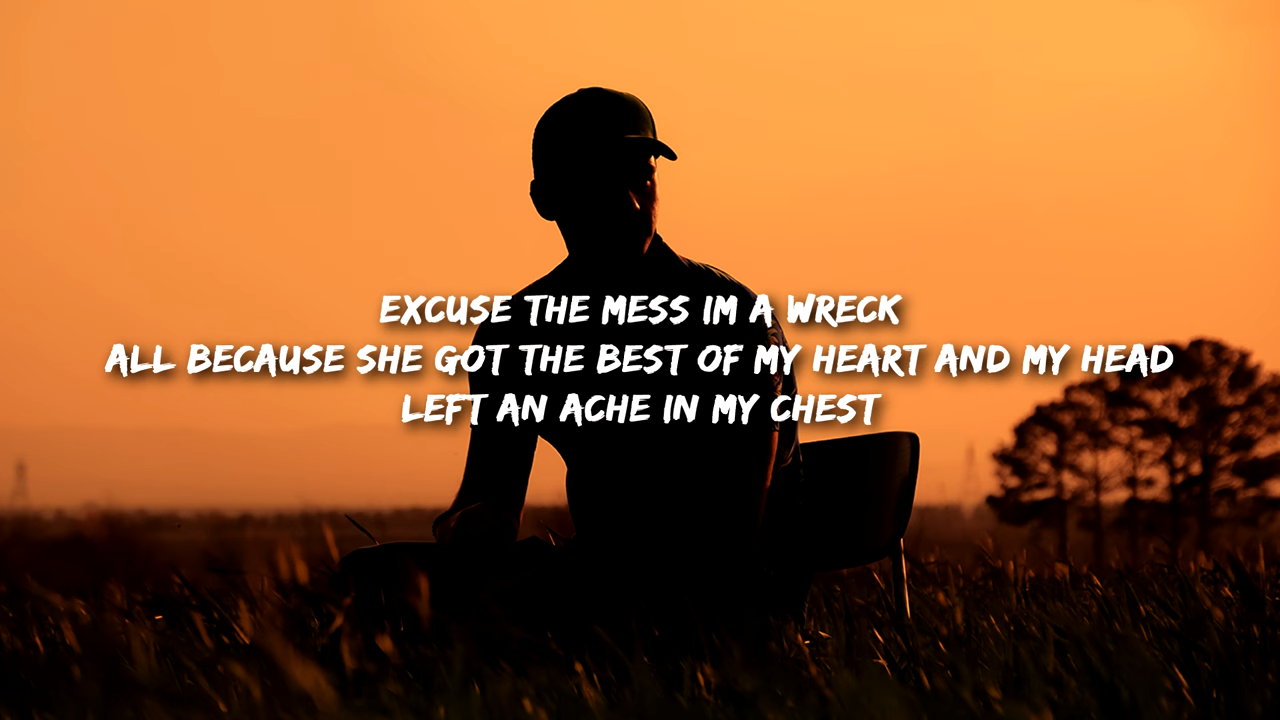 EXCUSE THE MESS IM A WRECK
ALL BECAUSE SHE GOT THE BEST OF MY HEART AND MY HEAD
LEFT AN ACHE IN MY CHEST